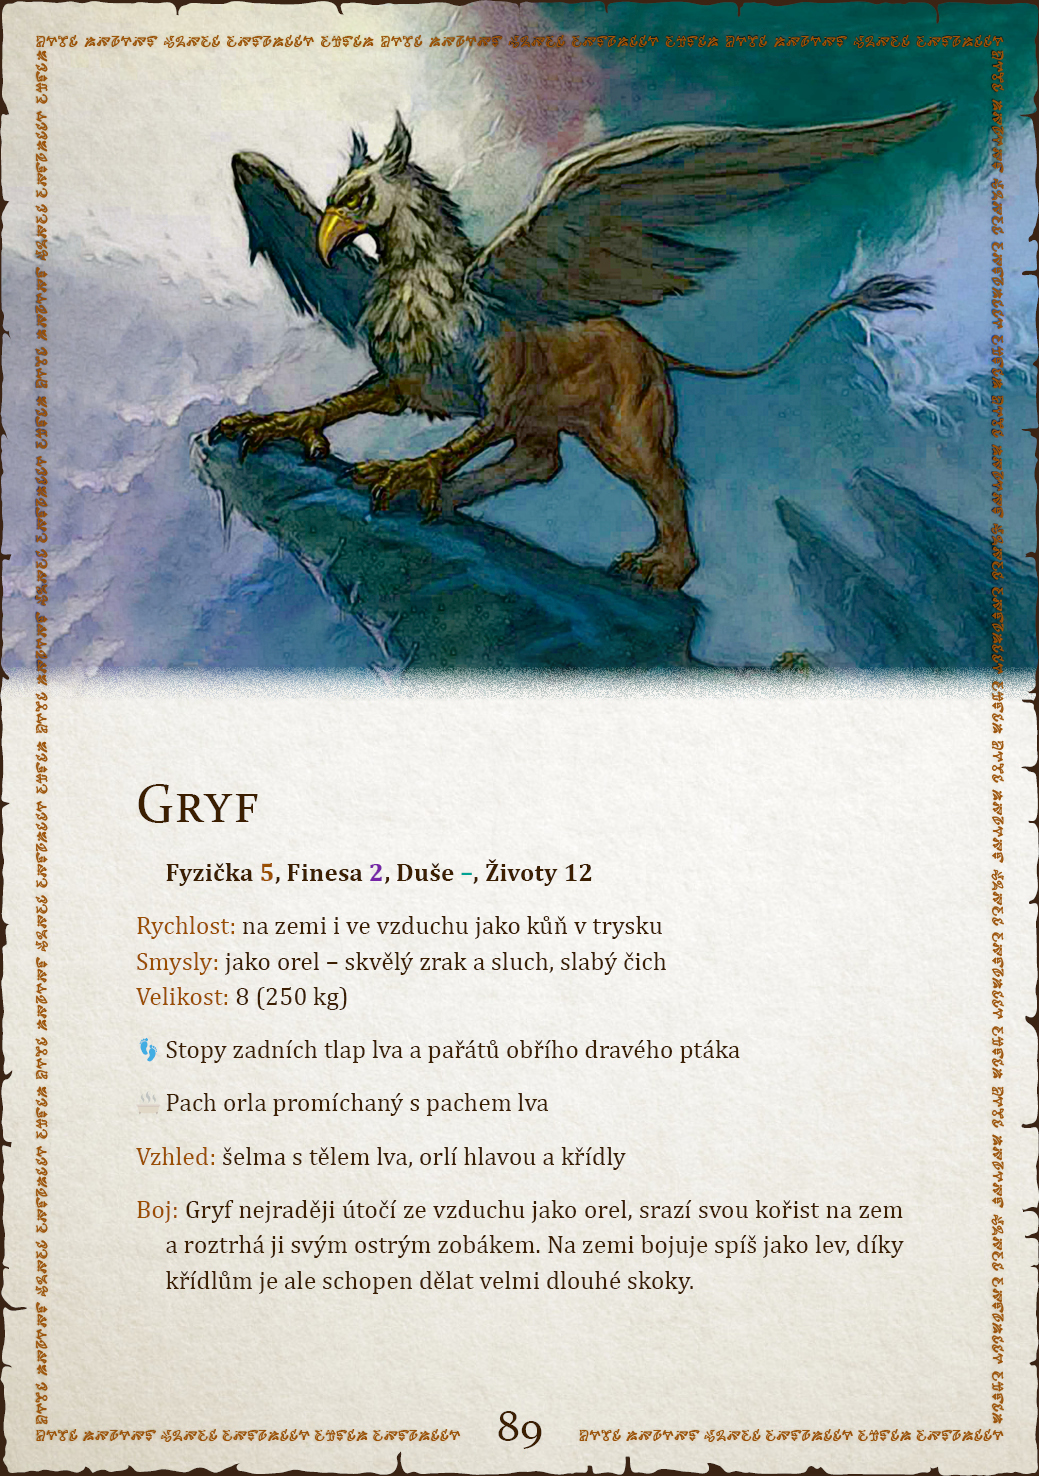 Gryf
Fyzička 5, Finesa 2, Duše –, Životy 12
Rychlost: na zemi i ve vzduchu jako kůň v trysku
Smysly: jako orel – skvělý zrak a sluch, slabý čich
Velikost: 8 (250 kg)
Stopy zadních tlap lva a pařátů obřího dravého ptáka
Pach orla promíchaný s pachem lva
Vzhled: šelma s tělem lva, orlí hlavou a křídly
Boj: Gryf nejraději útočí ze vzduchu jako orel, srazí svou kořist na zem
a roztrhá ji svým ostrým zobákem. Na zemi bojuje spíš jako lev, díky
křídlům je ale schopen dělat velmi dlouhé skoky.
89